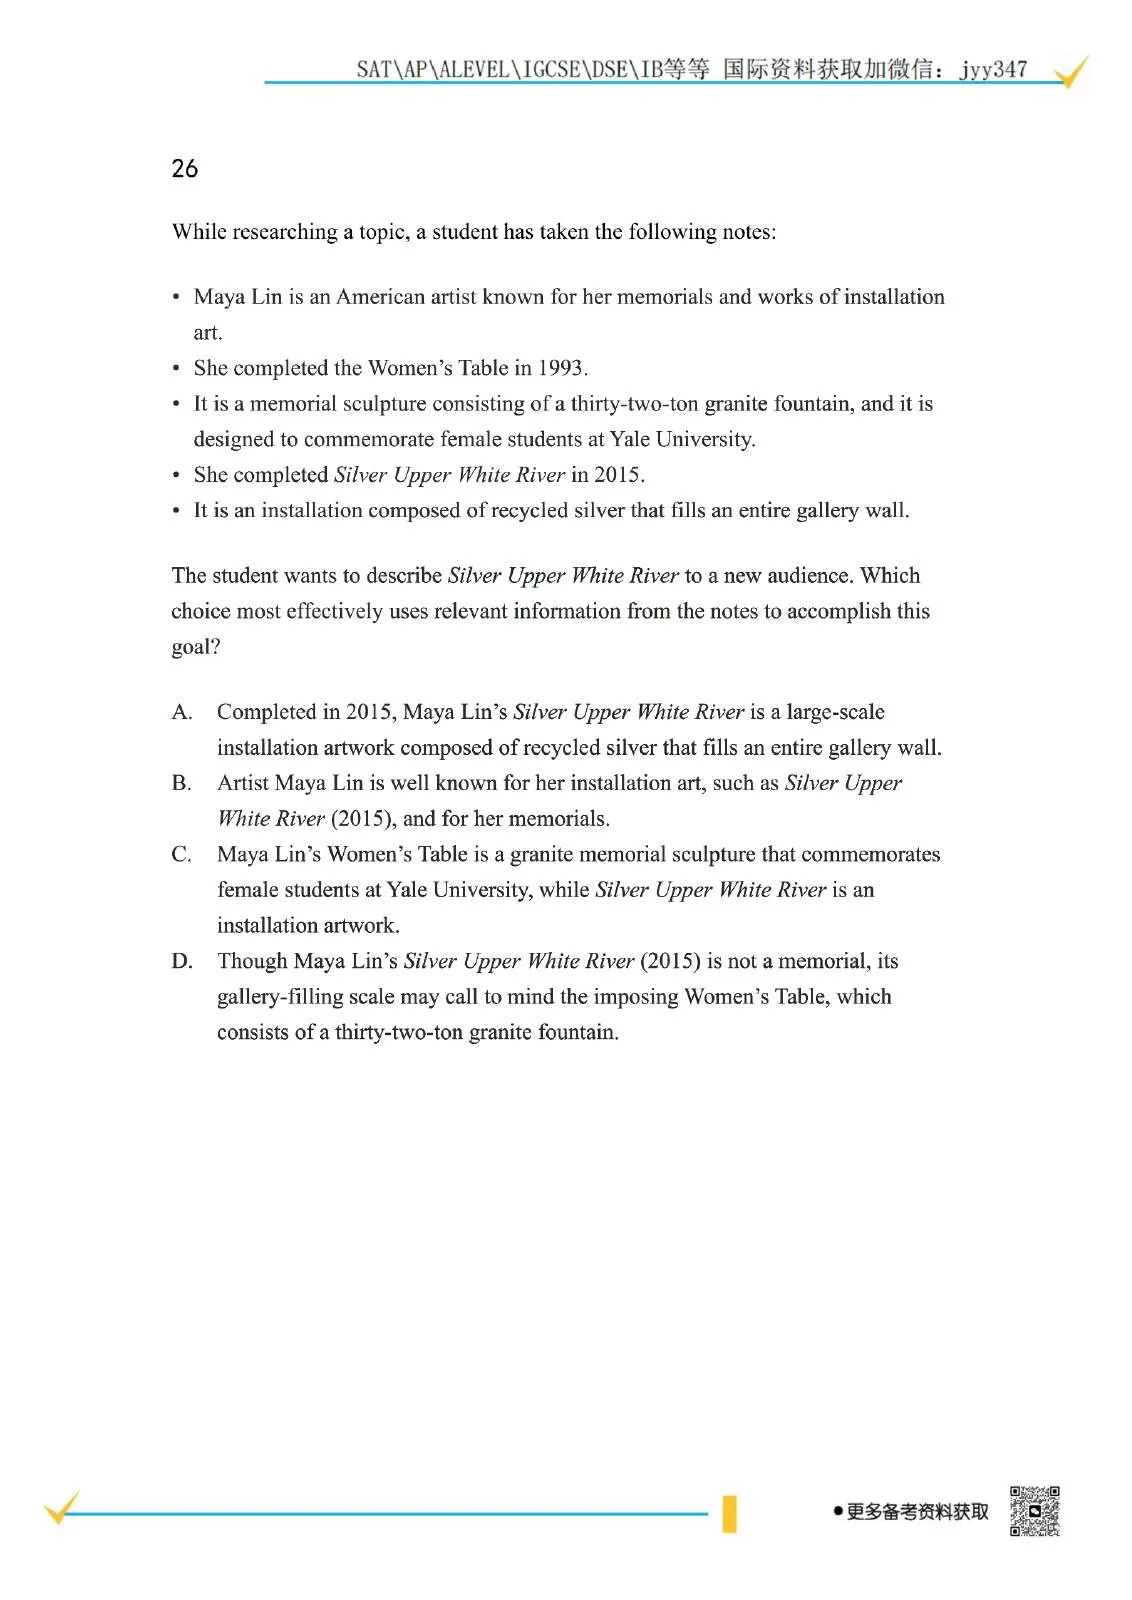 SAT\AP\ALEVEL\IGCSE\DSE\IB等等 国际资料获取加微信：jyy347
26
While researching a topic, a student has taken the following notes:
• Maya Lin is an American artist known for her memorials and works of installation
art.
• She completed the Women’s Table in 1993.
• It is a memorial sculpture consisting of a thirty-two-ton granite fountain, and it is
designed to commemorate female students at Yale University.
• She completed Silver Upper White River in 2015.
• It is an installation composed of recycled silver that fills an entire gallery wall.
The student wants to describe Silver Upper White River to a new audience. Which
choice most effectively uses relevant information from the notes to accomplish this
goal?
A. Completed in 2015, Maya Lin’s Silver Upper White River is a large-scale
installation artwork composed of recycled silver that fills an entire gallery wall.
B. Artist Maya Lin is well known for her installation art, such as Silver Upper
White River (2015), and for her memorials.
C. Maya Lin’s Women’s Table is a granite memorial sculpture that commemorates
female students at Yale University, while Silver Upper White River is an
installation artwork.
D. Though Maya Lin’s Silver Upper White River (2015) is not a memorial, its
gallery-filling scale may call to mind the imposing Women’s Table, which
consists of a thirty-two-ton granite fountain.
●更多备考资料获取